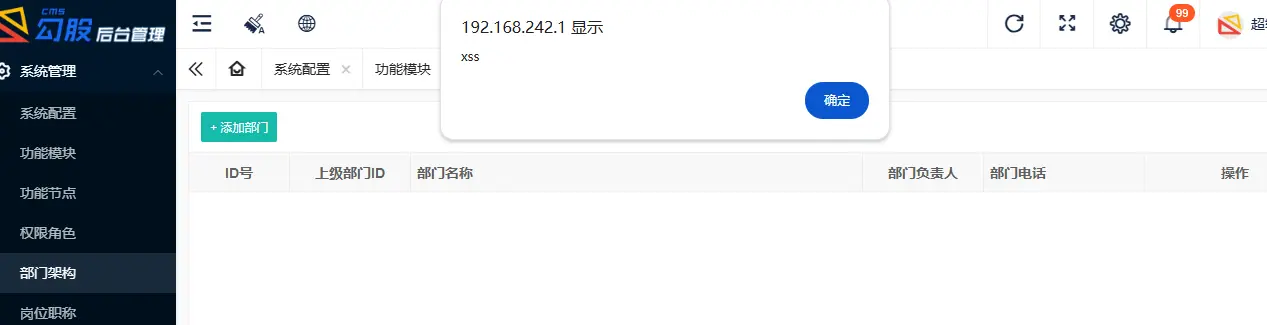 cms
勾股 后台管理
系统管理
系统配置
功能模块
功能节点
权限角色
部门架构
岗位职称
A
99
超级
系统配置 ×
功能模块
192.168.242.1 显示
xss
确定
+ 添加部门
ID号 上级部门ID 部门名称 部门负责人 部门电话 操作